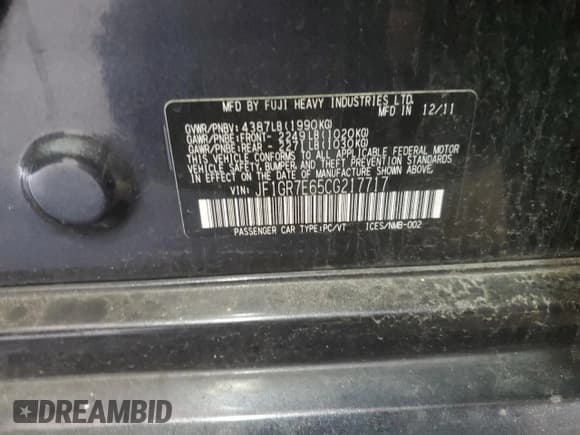 MFD BY FUJI HEAVY INDUSTRIES LTD.
MFD IN 12/11
GVWR/PNBV: 4387LB(1990KG)
GAWR/PNBE:FRONT- 2249LB(1020KG)
GAWR/PNBE:REAR - 2271LB(1030KG)
THIS VEHICLE CONFORMS TO ALL APPLICABLE FEDERAL MOTOR
VEHICLE SAFETY, BUMPER AND THEFT PREVENTION STANDARDS
IN EFFECT ON THE DATE OF MANUFACTURE SHOWN ABOVE.
VIN: JF1GR7E65CG217717
PASSENGER CAR TYPE:PC/VT ICES/NMB-002
DREAMBID